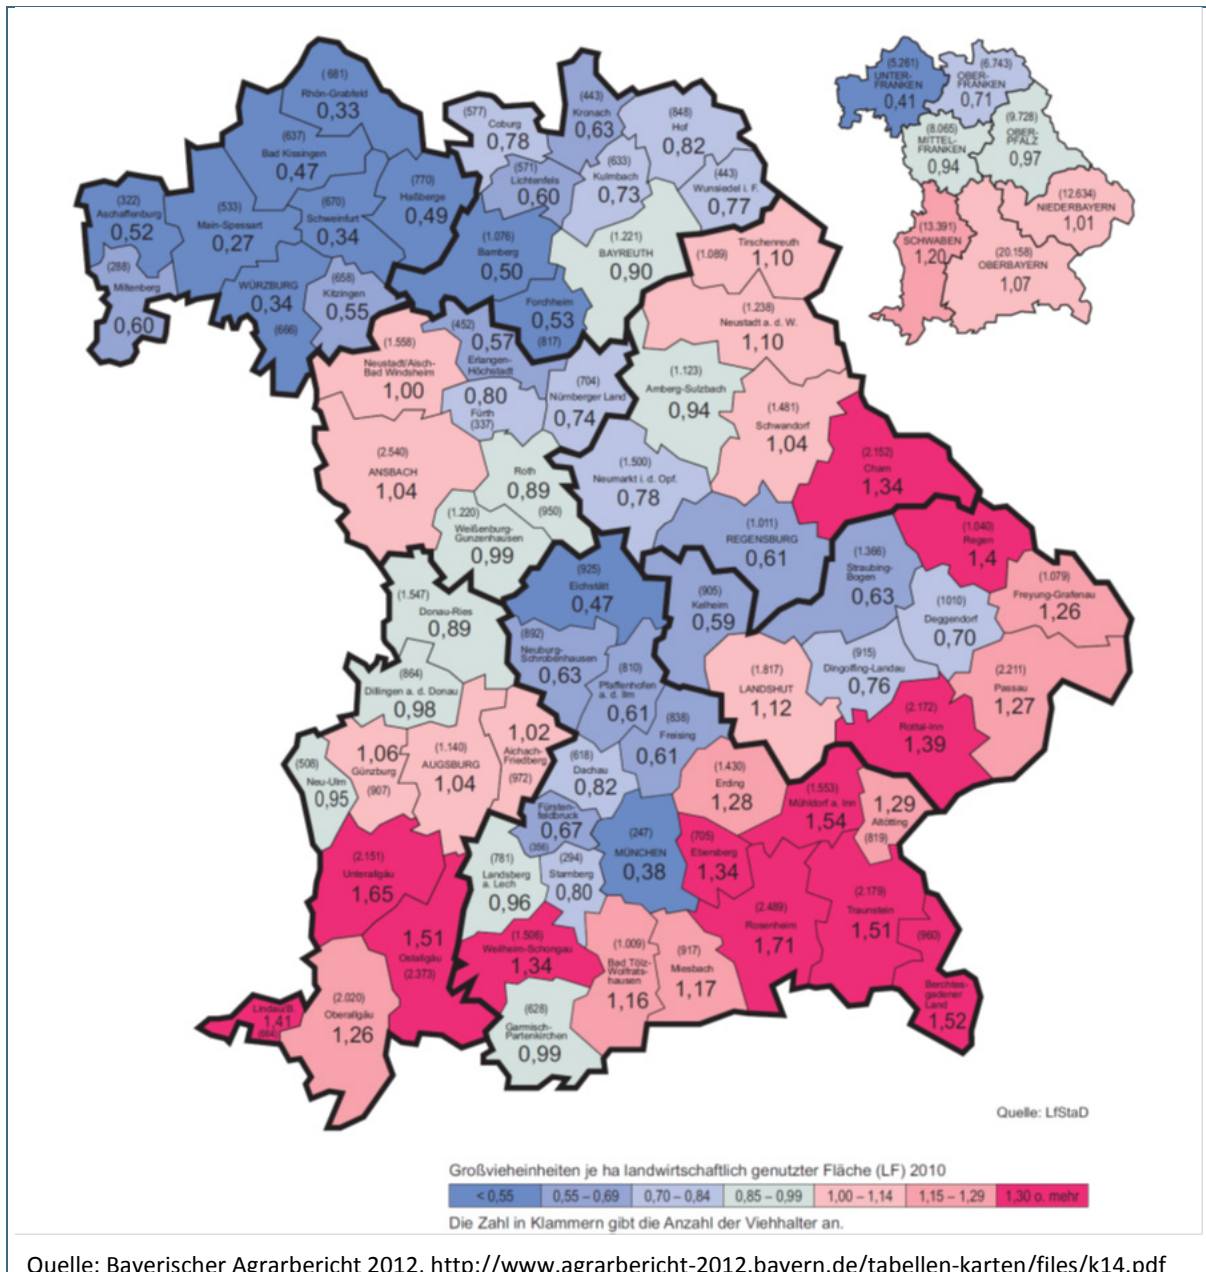 ( 681)
Rhön-Grabfeld
0,33
(637)
Bad Kissingen
0,47
(770)
Haßberge
0,49
(322)
Aschaffenburg
0,52
(533)
Main-Spessart
0,27
(670)
Schweinfurt
0,34
(288)
Miltenberg
0,60
WÜRZBURG
0,34
(666)
(658)
Kitzingen
0,55
(577)
Coburg
0,78
(443)
Kronach
0,63
(848)
Hof
0,82
(571)
Lichtenfels
0,60
(633)
Kulmbach
0,73
(443)
Wunsiedel i. F.
0,77
(1.076)
Bamberg
0,50
(1.221)
BAYREUTH
0,90
Forchheim
0,53
(817)
(5.261)
UNTER-
FRANKEN
0,41
(6.743)
OBER-
FRANKEN
0,71
(8.065)
MITTEL-
FRANKEN
0,94
(9.728)
OBER-
PFALZ
0,97
(12.634)
NIEDERBAYERN
1,01
(13.391)
SCHWABEN
1,20
(20.158)
OBERBAYERN
1,07
Tirschenreuth
(1.089)
1,10
(1.238)
Neustadt a. d. W.
1,10
(1.558)
Neustadt/Aisch-
Bad Windsheim
1,00
(452)
0,57
Erlangen-
Höchstadt
0,80
Fürth
(337)
(704)
Nürnberger Land
0,74
(1.123)
Amberg-Sulzbach
0,94
(1.481)
Schwandorf
1,04
(2.152)
Cham
1,34
(2.540)
ANSBACH
1,04
Roth
0,89
(950)
(1.500)
Neumarkt i. d. Opf.
0,78
(1.220)
Weißenburg-
Gunzenhausen
0,99
(1.011)
REGENSBURG
0,61
(1.040)
Regen
1,4
(1.366)
Straubing-
Bogen
0,63
(1.079)
Freyung-Grafenau
1,26
(925)
Eichstätt
0,47
(905)
Kelheim
0,59
(1010)
Deggendorf
0,70
(1.547)
Donau-Ries
0,89
(892)
Neuburg-
Schrobenhausen
0,63
(810)
Pfaffenhofen
a. d. Ilm
0,61
(1.817)
LANDSHUT
1,12
(915)
Dingolfing-Landau
0,76
(2.211)
Passau
1,27
(864)
Dillingen a. d. Donau
0,98
(838)
Freising
0,61
(2.172)
Rottal-Inn
1,39
(508)
Neu-Ulm
0,95
1,06
Günzburg
(907)
(1.140)
AUGSBURG
1,04
1,02
Aichach-
Friedberg
(972)
(618)
Dachau
0,82
(1.430)
Erding
1,28
(1.553)
Mühldorf a. Inn
1,54
1,29
Altötting
(819)
Fürsten-
feldbruck
0,67
(356)
(247)
MÜNCHEN
0,38
(705)
Ebersberg
1,34
(2.151)
Unterallgäu
1,65
(781)
Landsberg
a. Lech
0,96
(294)
Starnberg
0,80
(2.489)
Rosenheim
1,71
(2.179)
Traunstein
1,51
1,51
Ostallgäu
(2.373)
(1.506)
Weilheim-Schongau
1,34
(1.009)
Bad Tölz-
Wolfrats-
hausen
1,16
(917)
Miesbach
1,17
(960)
Berchtes-
gadener
Land
1,52
Lindau/B.
1,41
(2.020)
Oberallgäu
1,26
(628)
Garmisch-
Partenkirchen
0,99
Quelle: LfStaD
Großvieheinheiten je ha landwirtschaftlich genutzter Fläche (LF) 2010
< 0,55 0,55 – 0,69 0,70 – 0,84 0,85 – 0,99 1,00 – 1,14 1,15 – 1,29 1,30 o. mehr
Die Zahl in Klammern gibt die Anzahl der Viehhalter an.
Quelle: Bayerischer Agrarbericht 2012, http://www.agrarbericht-2012.bayern.de/tabellen-karten/files/k14.pdf